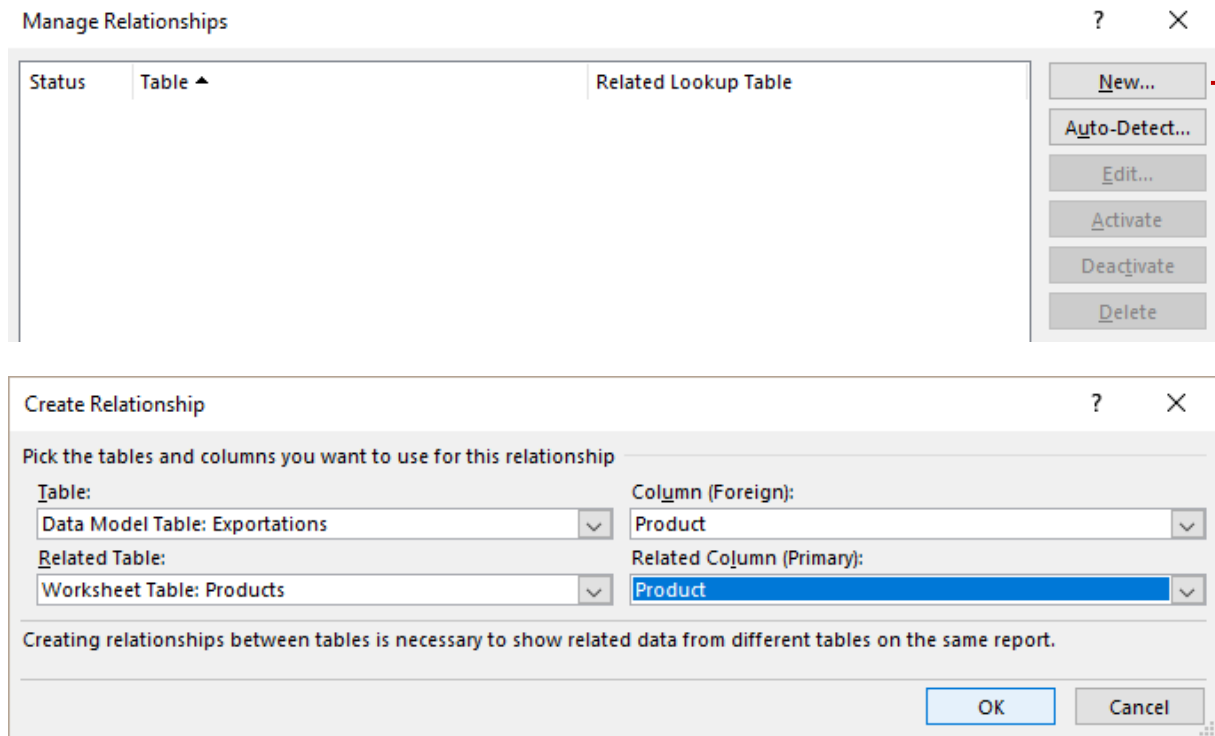 Manage Relationships ?
Status Table Related Lookup Table New...
Auto-Detect...
Edit...
Activate
Deactivate
Delete
Create Relationship ?
Pick the tables and columns you want to use for this relationship
Table: Column (Foreign):
Data Model Table: Exportations Product
Related Table: Related Column (Primary):
Worksheet Table: Products Product
Creating relationships between tables is necessary to show related data from different tables on the same report.
OK Cancel